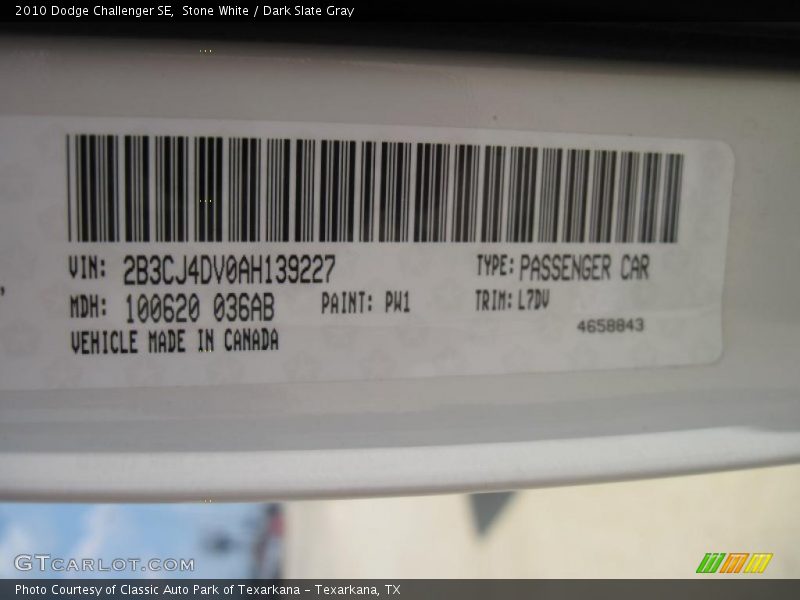 2010 Dodge Challenger SE,  Stone White / Dark Slate Gray
VIN: 2B3CJ4DV0AH139227 TYPE: PASSENGER CAR
MDH: 100620 036AB PAINT: PW1 TRIM: L7DV
VEHICLE MADE IN CANADA 4658843
GTCARLOT.COM
Photo Courtesy of Classic Auto Park of Texarkana - Texarkana, TX